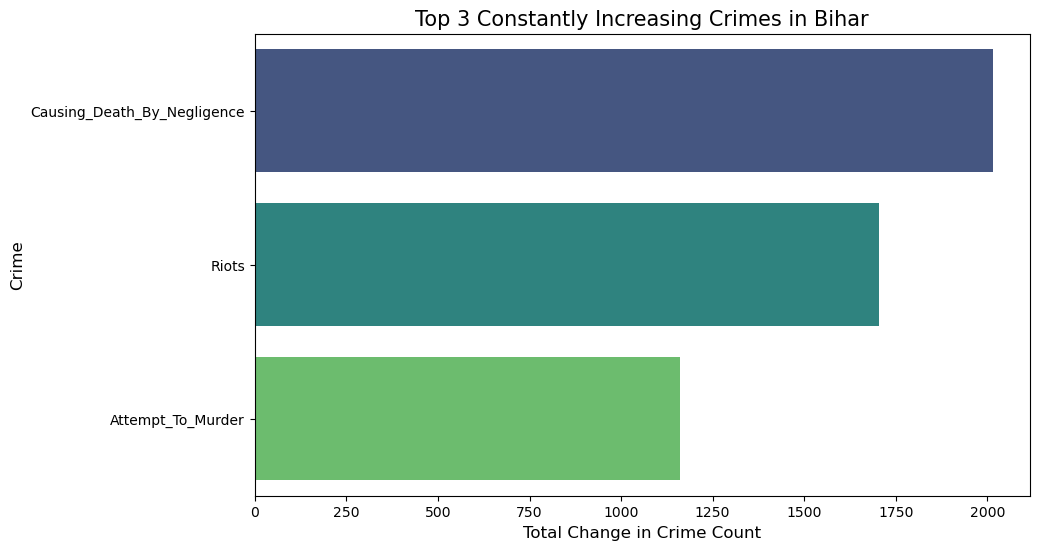 Top 3 Constantly Increasing Crimes in Bihar
Crime
Causing_Death_By_Negligence
Riots
Attempt_To_Murder
0 250 500 750 1000 1250 1500 1750 2000
Total Change in Crime Count